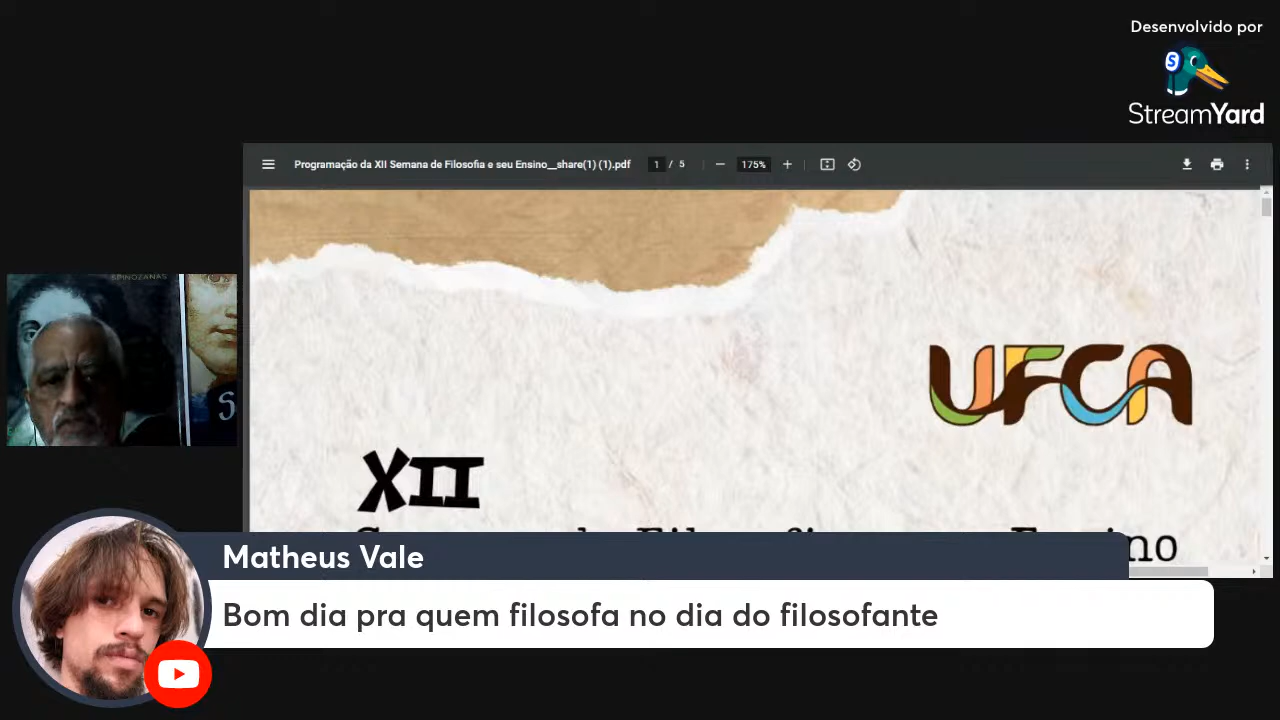 Desenvolvido por
StreamYard
Programação da XII Semana de Filosofia e seu Ensino__share(1) (1).pdf
1 / 5
175%
SPINOZANAS
S
UFCA
XII
Matheus Vale
Bom dia pra quem filosofa no dia do filosofante